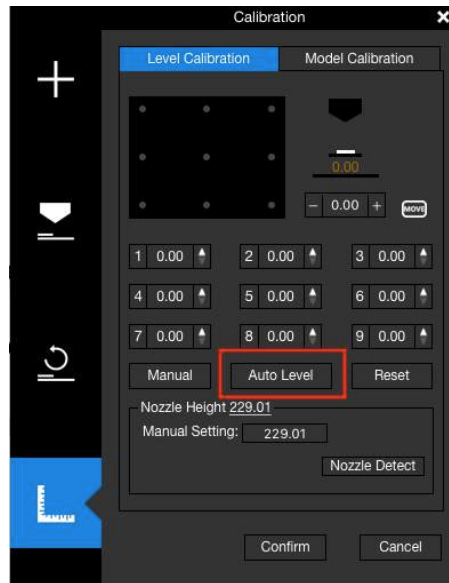 Calibration
Level Calibration Model Calibration
0.00
− 0.00 + MOVE
1 0.00 2 0.00 3 0.00
4 0.00 5 0.00 6 0.00
7 0.00 8 0.00 9 0.00
Manual Auto Level Reset
Nozzle Height 229.01
Manual Setting: 229.01
Nozzle Detect
Confirm Cancel